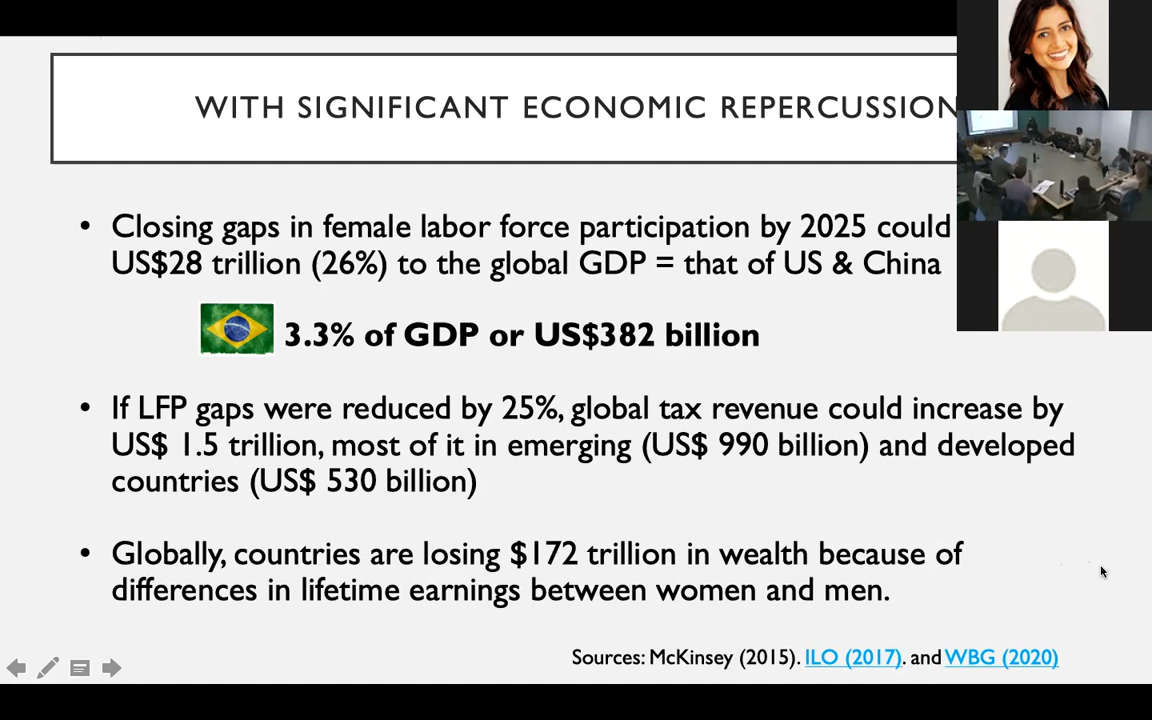 WITH SIGNIFICANT ECONOMIC REPERCUSSION
• Closing gaps in female labor force participation by 2025 could
US$28 trillion (26%) to the global GDP = that of US & China
3.3% of GDP or US$382 billion
• If LFP gaps were reduced by 25%, global tax revenue could increase by
US$ 1.5 trillion, most of it in emerging (US$ 990 billion) and developed
countries (US$ 530 billion)
• Globally, countries are losing $172 trillion in wealth because of
differences in lifetime earnings between women and men.
Sources: McKinsey (2015). ILO (2017). and WBG (2020)